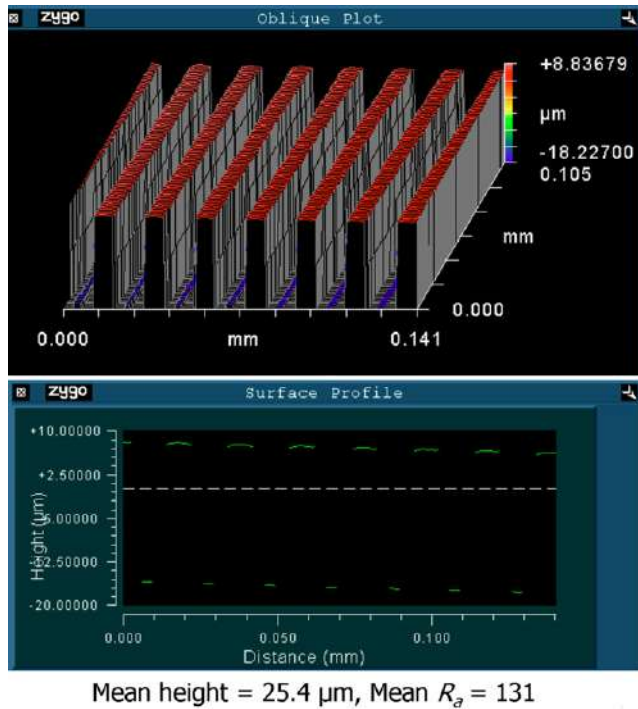 zygo Oblique Plot
+8.83679
µm
-18.22700
0.105
mm
0.000
0.000 mm 0.141
zygo Surface Profile
+10.00000
+2.50000
-5.00000
-12.50000
-20.00000
Height (µm)
0.000 0.050 0.100
Distance (mm)
Mean height = 25.4 µm, Mean Ra = 131